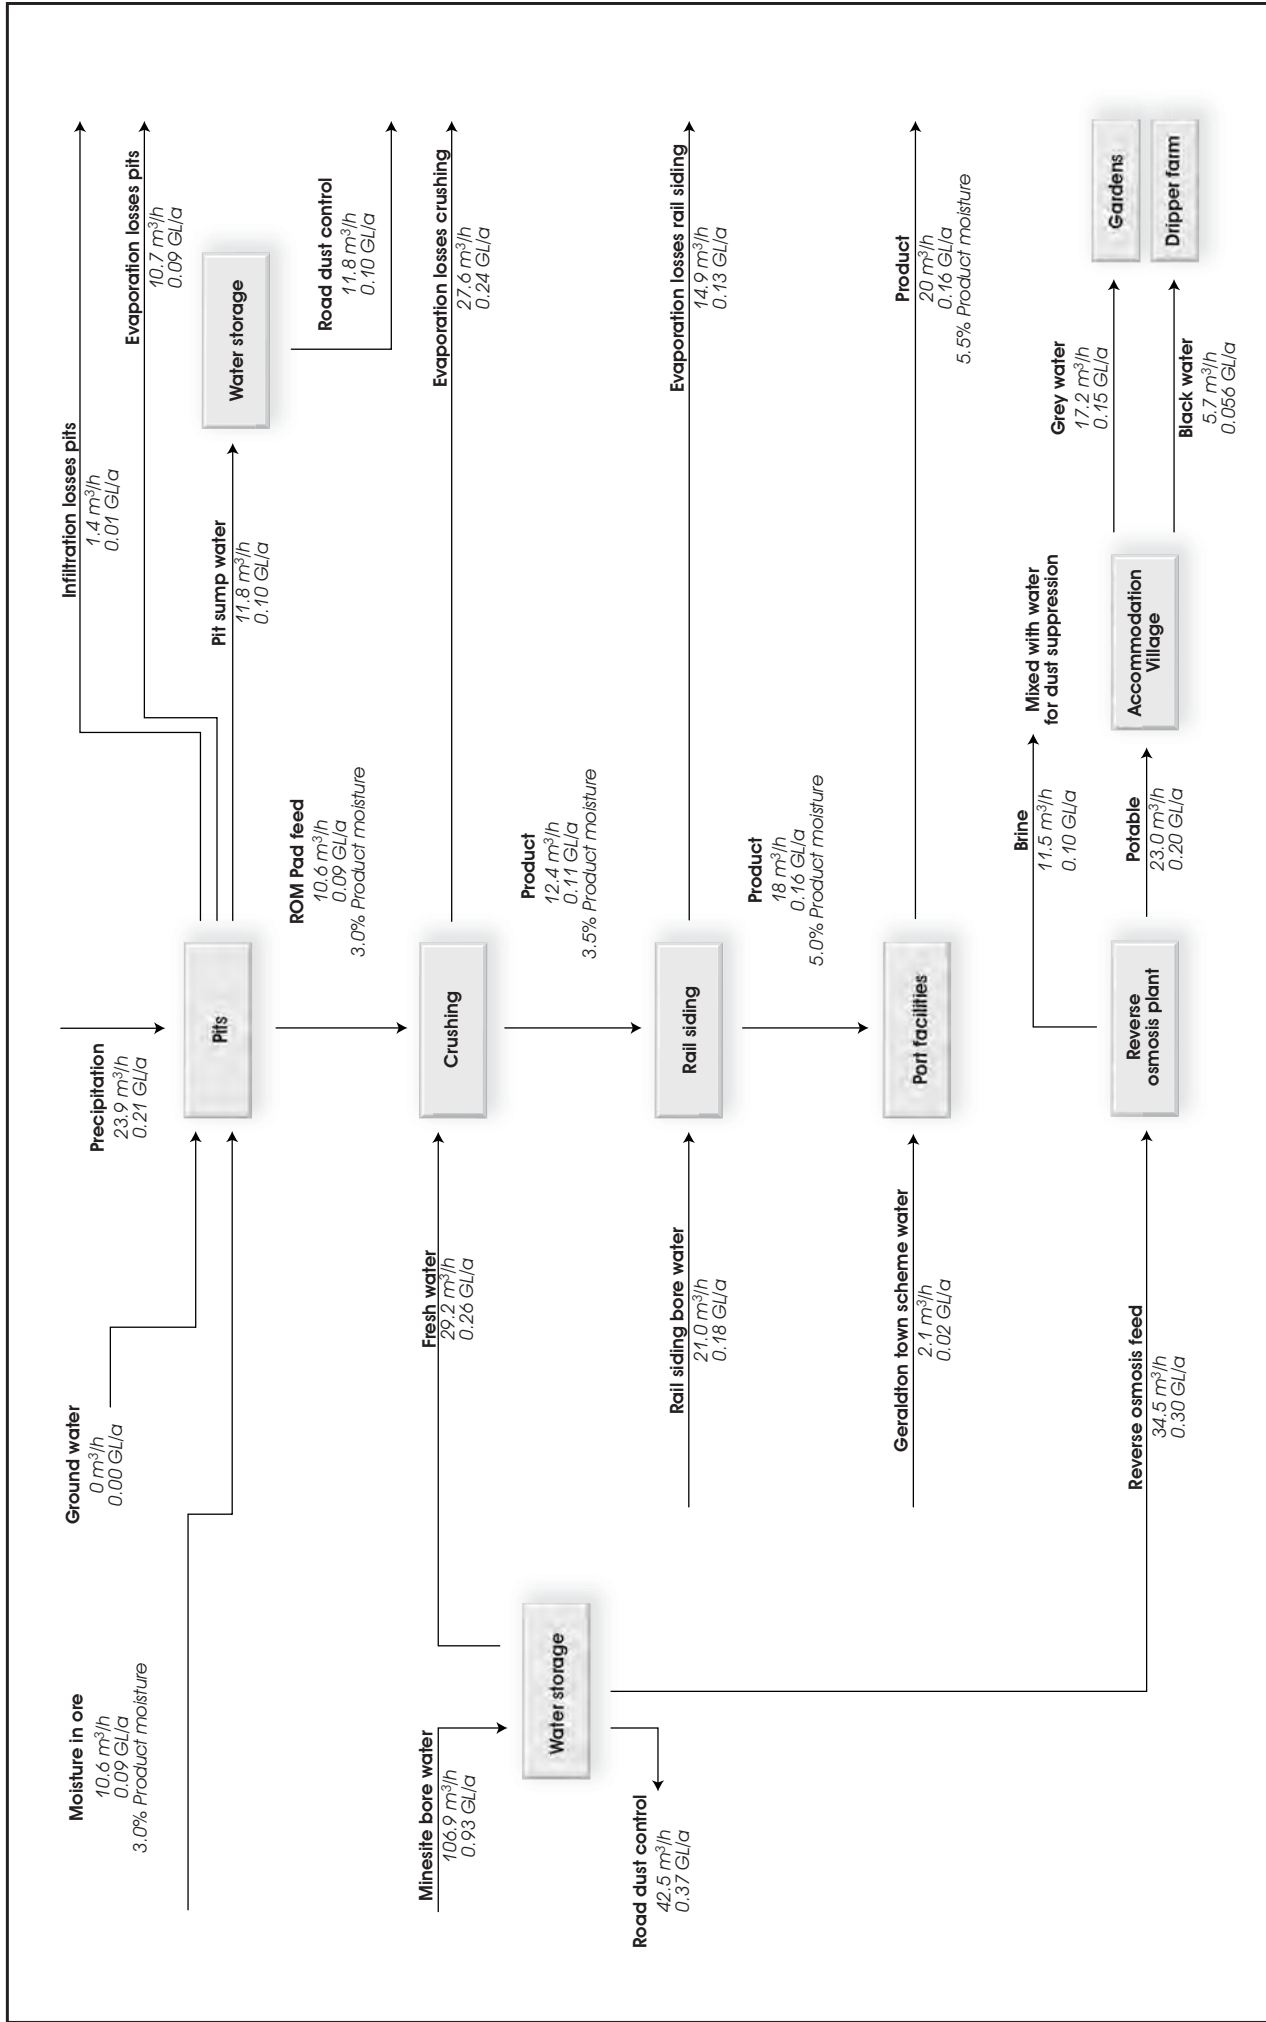 Infiltration losses pits
1.4 m³/h
0.01 GL/a
Evaporation losses pits
10.7 m³/h
0.09 GL/a
Precipitation
23.9 m³/h
0.21 GL/a
Ground water
0 m³/h
0.00 GL/a
Moisture in ore
10.6 m³/h
0.09 GL/a
3.0% Product moisture
Pits
Pit sump water
11.8 m³/h
0.10 GL/a
Water storage
Road dust control
11.8 m³/h
0.10 GL/a
ROM Pad feed
10.6 m³/h
0.09 GL/a
3.0% Product moisture
Minesite bore water
106.9 m³/h
0.93 GL/a
Water storage
Road dust control
42.5 m³/h
0.37 GL/a
Fresh water
29.2 m³/h
0.26 GL/a
Crushing
Evaporation losses crushing
27.6 m³/h
0.24 GL/a
Product
12.4 m³/h
0.11 GL/a
3.5% Product moisture
Rail siding bore water
21.0 m³/h
0.18 GL/a
Rail siding
Evaporation losses rail siding
14.9 m³/h
0.13 GL/a
Product
18 m³/h
0.16 GL/a
5.0% Product moisture
Geraldton town scheme water
2.1 m³/h
0.02 GL/a
Port facilities
Product
20 m³/h
0.16 GL/a
5.5% Product moisture
Reverse osmosis feed
34.5 m³/h
0.30 GL/a
Reverse
osmosis plant
Brine
11.5 m³/h
0.10 GL/a
Mixed with water
for dust suppression
Potable
23.0 m³/h
0.20 GL/a
Accommodation
Village
Grey water
17.2 m³/h
0.15 GL/a
Gardens
Black water
5.7 m³/h
0.056 GL/a
Dripper farm